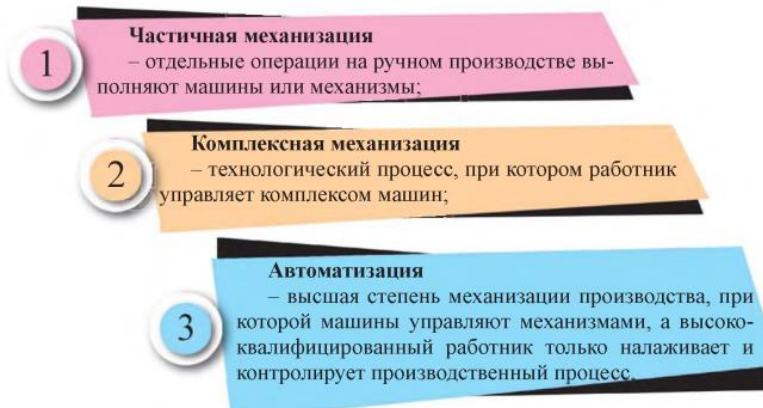 1
Частичная механизация
– отдельные операции на ручном производстве вы-
полняют машины или механизмы;
2
Комплексная механизация
– технологический процесс, при котором работник
управляет комплексом машин;
3
Автоматизация
– высшая степень механизации производства, при
которой машины управляют механизмами, а высоко-
квалифицированный работник только налаживает и
контролирует производственный процесс.